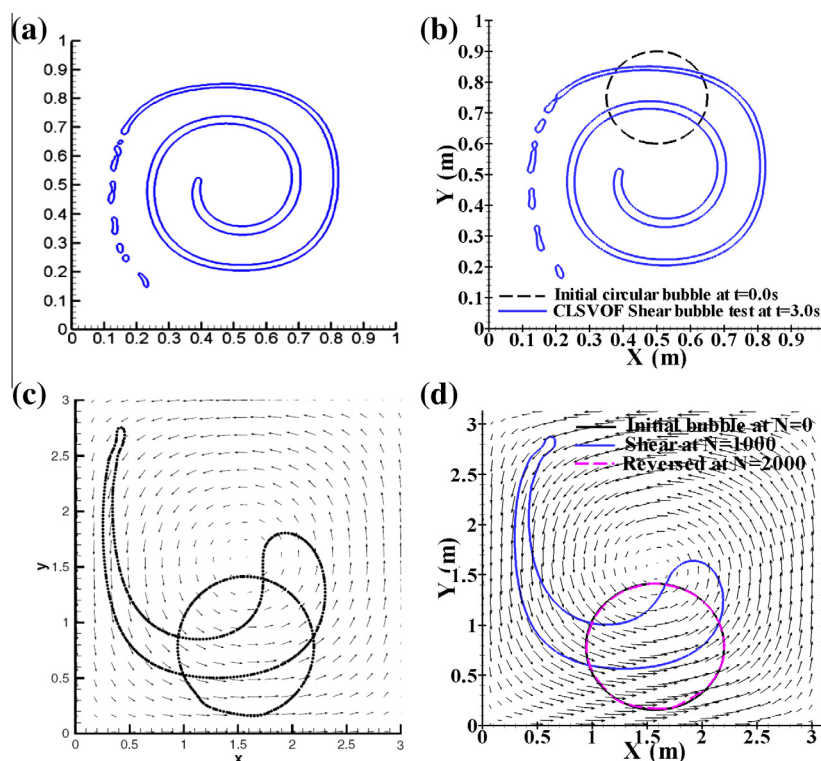 (a)
1
0.9
0.8
0.7
0.6
0.5
0.4
0.3
0.2
0.1
0
0 0.1 0.2 0.3 0.4 0.5 0.6 0.7 0.8 0.9 1
(b)
1
0.9
0.8
0.7
0.6
0.5
0.4
0.3
0.2
0.1
0
Y (m)
Initial circular bubble at t=0.0s
CLSVOF Shear bubble test at t=3.0s
0 0.1 0.2 0.3 0.4 0.5 0.6 0.7 0.8 0.9
X (m)
(c)
3
2.5
2
1.5
1
0.5
0
y
0 0.5 1 1.5 2 2.5 3
x
(d)
3
2.5
2
1.5
1
0.5
0
Y (m)
Initial bubble at N=0
Shear at N=1000
Reversed at N=2000
0 0.5 1 1.5 2 2.5 3
X (m)